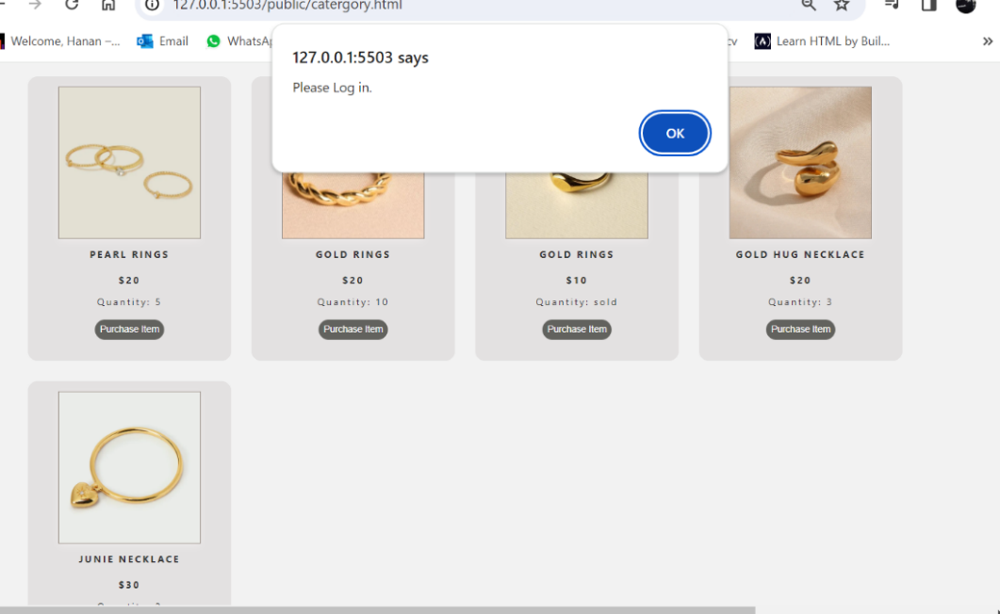 127.0.0.1:5503/public/catergory.html
Welcome, Hanan –...
Email
Learn HTML by Buil...
127.0.0.1:5503 says
Please Log in.
OK
PEARL RINGS
$20
Quantity: 5
Purchase Item
GOLD RINGS
$20
Quantity: 10
Purchase Item
GOLD RINGS
$10
Quantity: sold
Purchase Item
GOLD HUG NECKLACE
$20
Quantity: 3
Purchase Item
JUNIE NECKLACE
$30